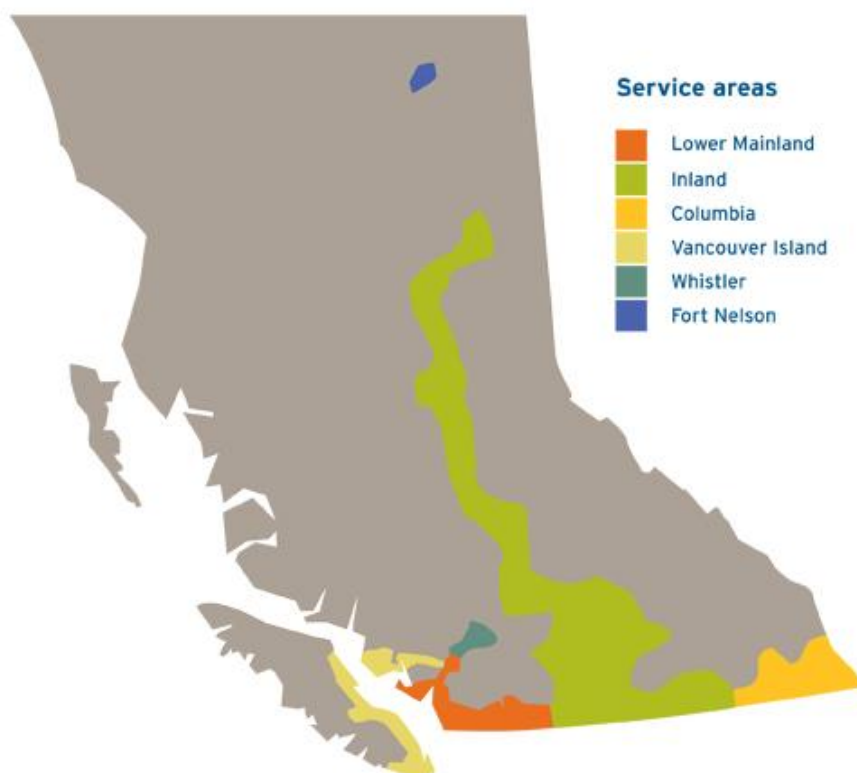 Service areas
Lower Mainland
Inland
Columbia
Vancouver Island
Whistler
Fort Nelson